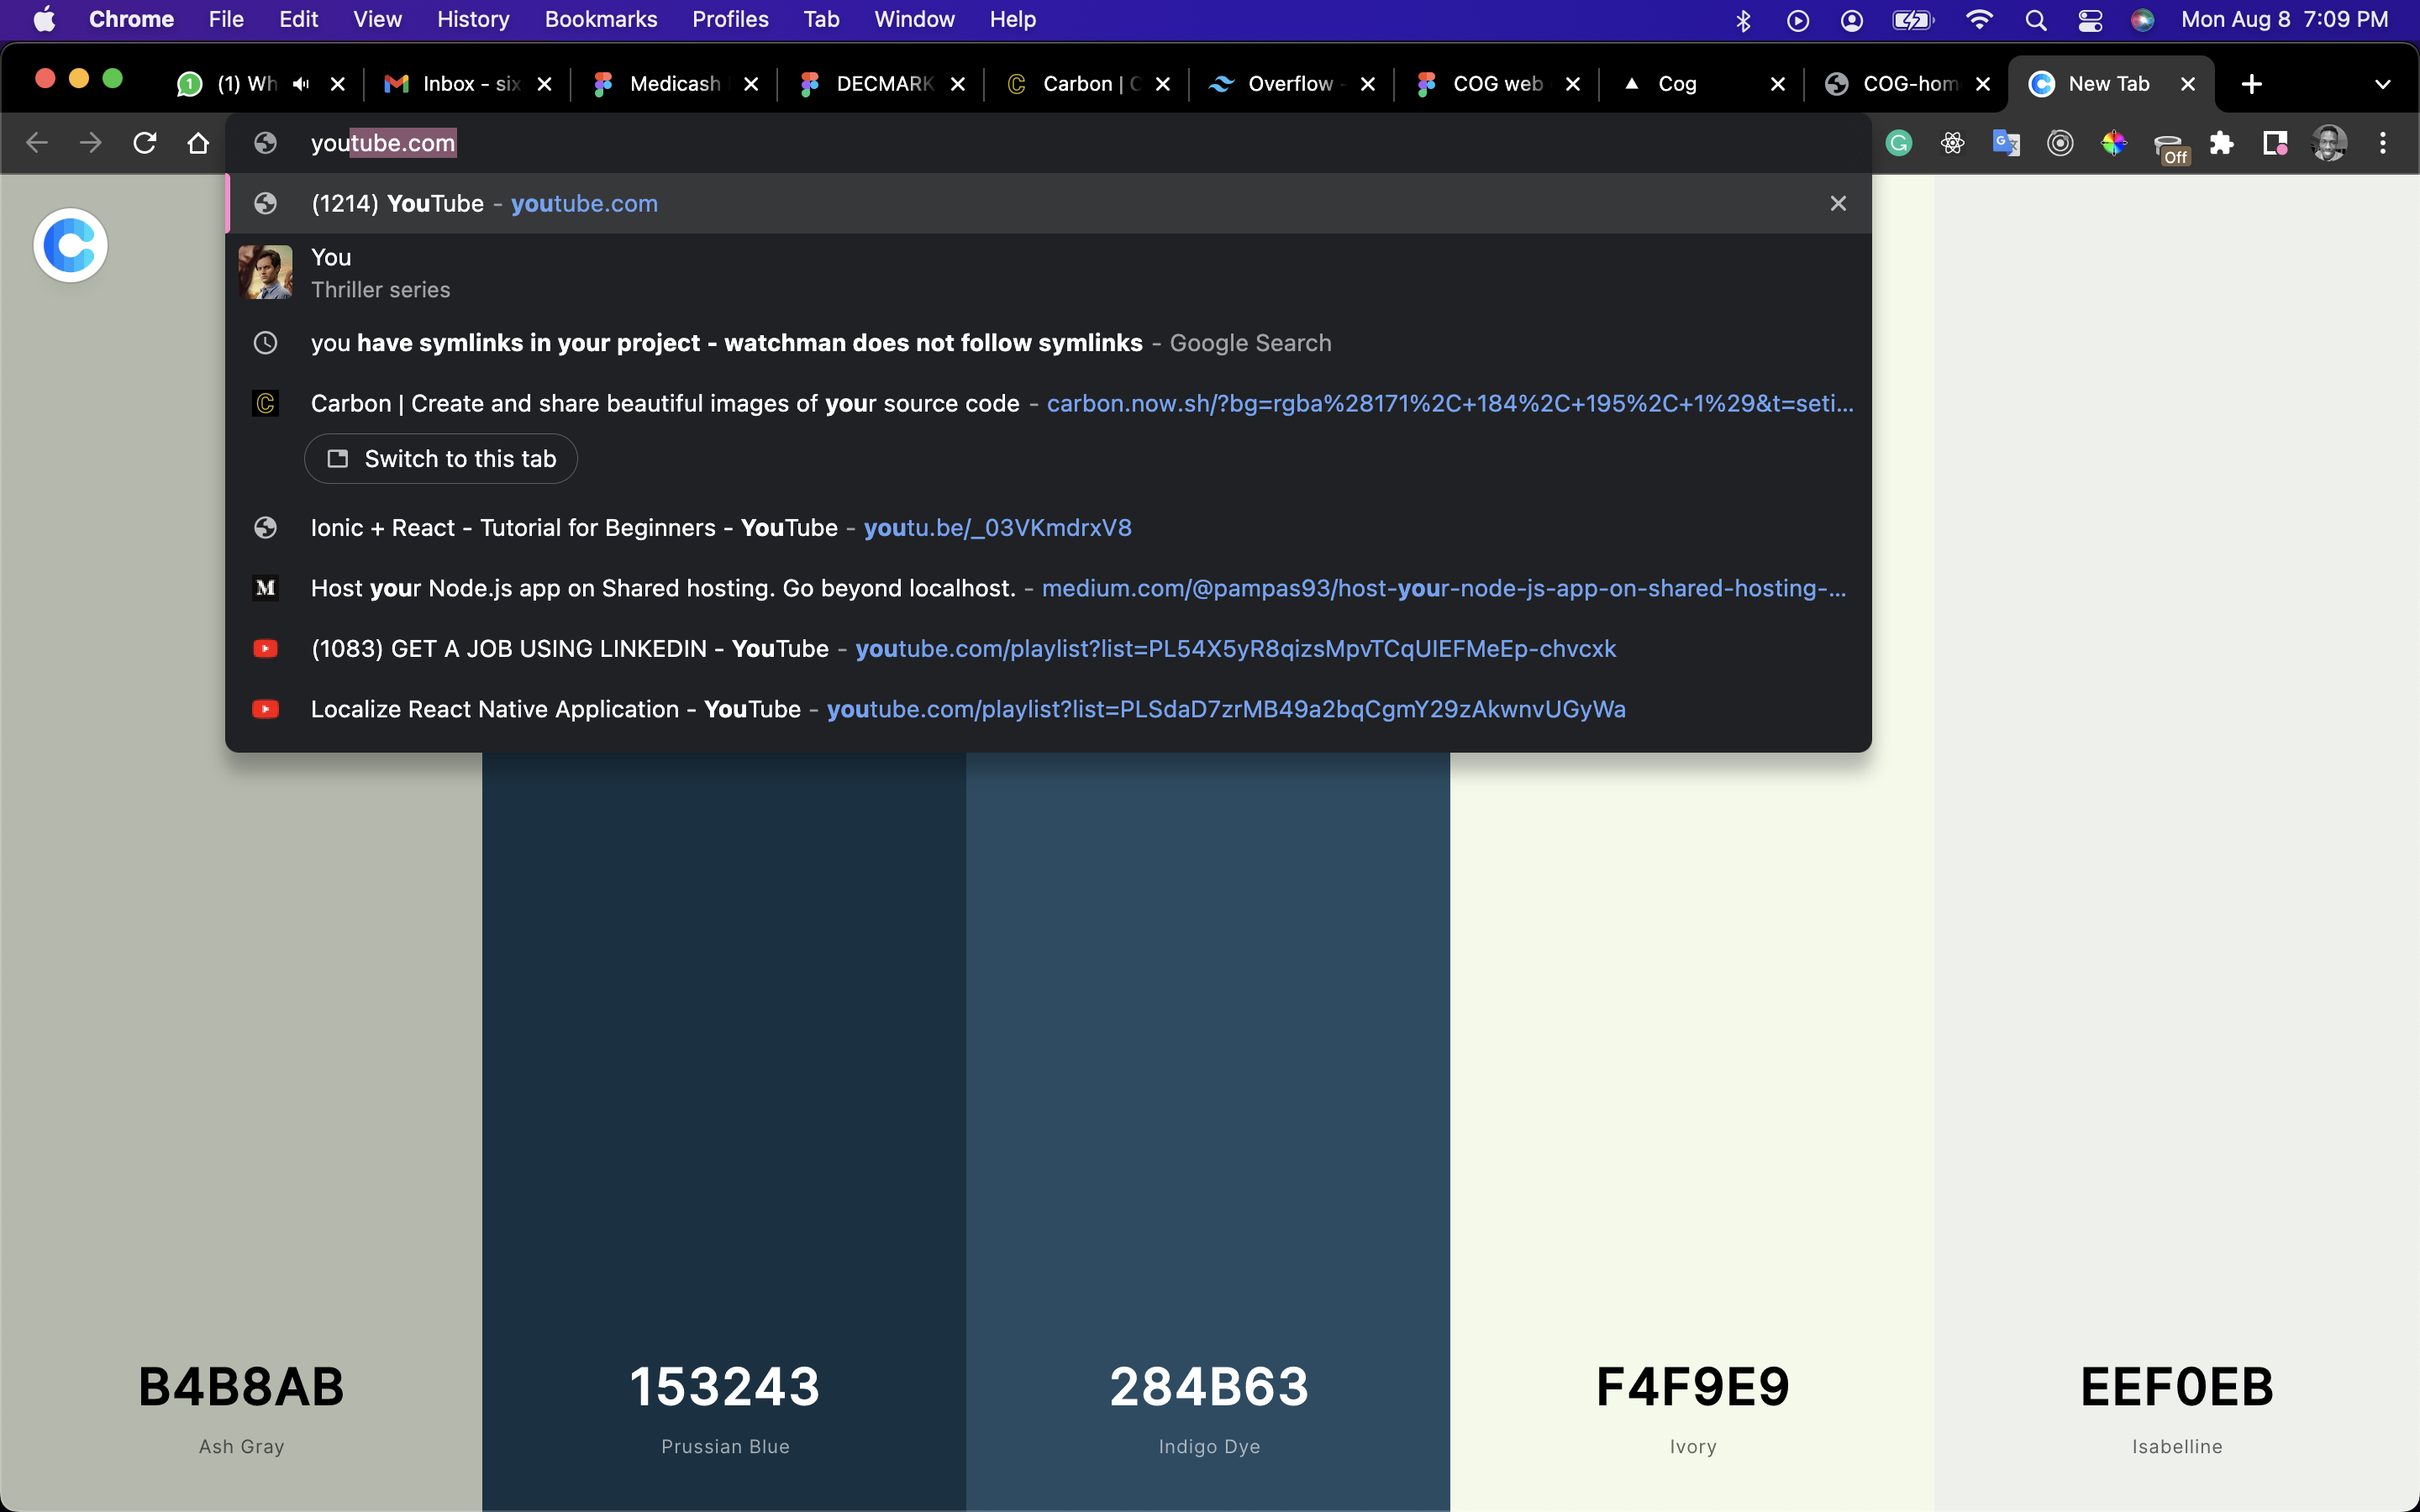 Chrome File Edit View History Bookmarks Profiles Tab Window Help Mon Aug 8 7:09 PM
1 (1) Wh Inbox - six Medicash DECMARK Carbon | C Overflow - COG web Cog COG-hom New Tab
youtube.com
Off
(1214) YouTube - youtube.com
You
Thriller series
you have symlinks in your project - watchman does not follow symlinks - Google Search
Carbon | Create and share beautiful images of your source code - carbon.now.sh/?bg=rgba%28171%2C+184%2C+195%2C+1%29&t=seti...
Switch to this tab
Ionic + React - Tutorial for Beginners - YouTube - youtu.be/_03VKmdrxV8
Host your Node.js app on Shared hosting. Go beyond localhost. - medium.com/@pampas93/host-your-node-js-app-on-shared-hosting-...
(1083) GET A JOB USING LINKEDIN - YouTube - youtube.com/playlist?list=PL54X5yR8qizsMpvTCqUIEFMeEp-chvcxk
Localize React Native Application - YouTube - youtube.com/playlist?list=PLSdaD7zrMB49a2bqCgmY29zAkwnvUGyWa
B4B8AB 153243 284B63 F4F9E9 EEF0EB
Ash Gray Prussian Blue Indigo Dye Ivory Isabelline